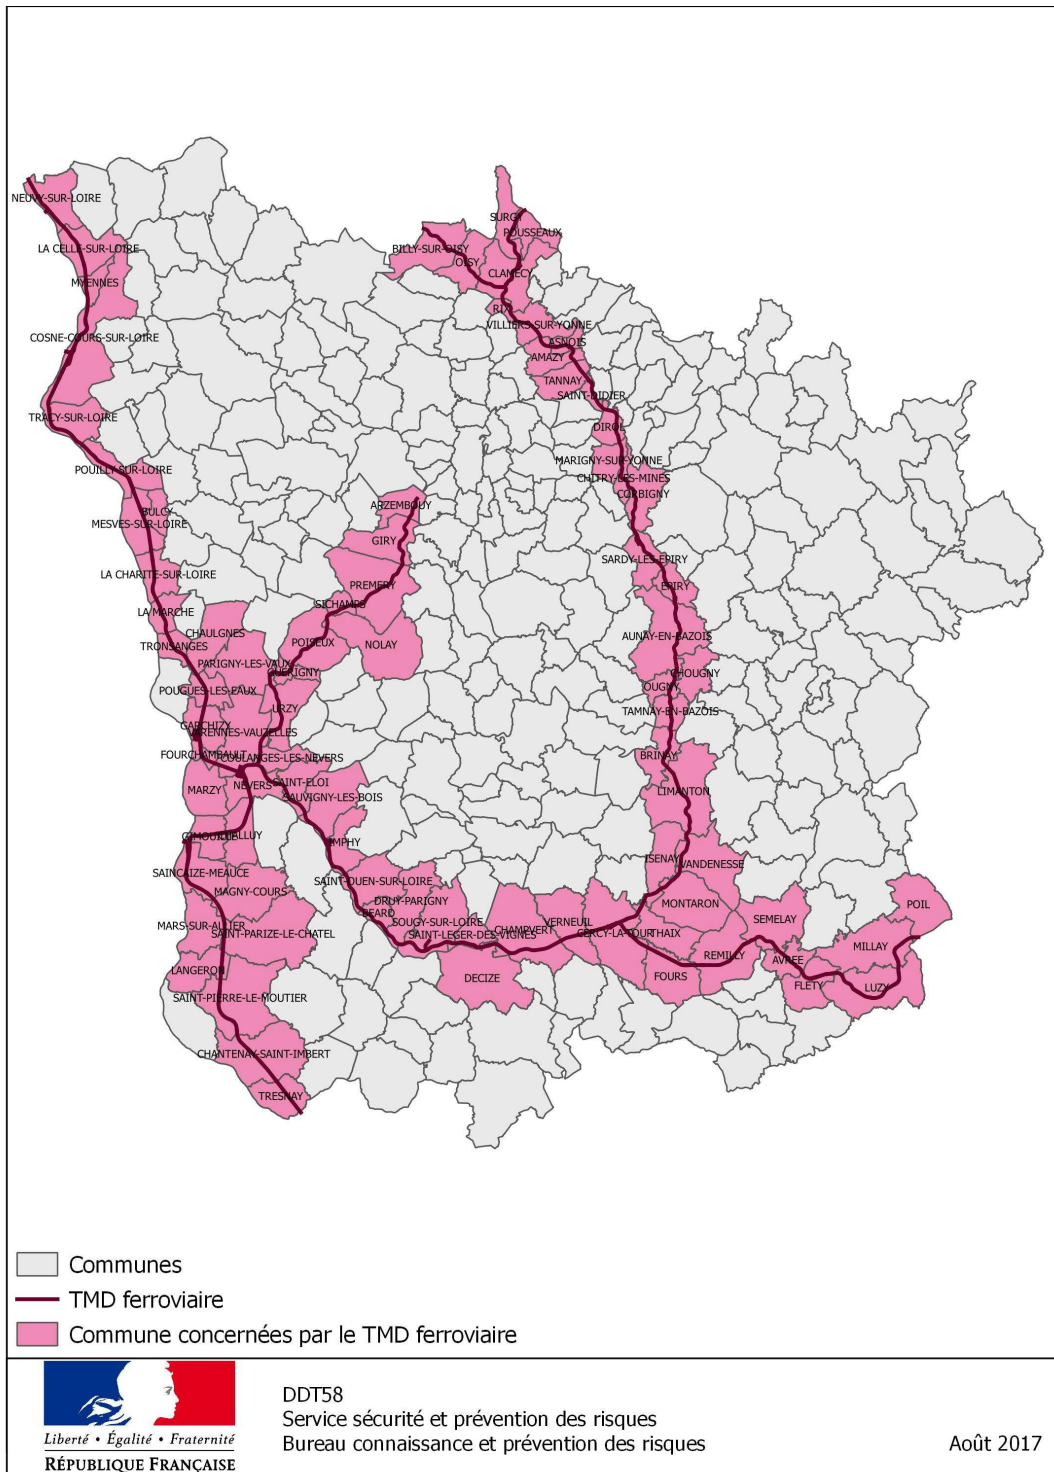 NEUVY-SUR-LOIRE
SURGY
POUSSEAUX
LA CELLE-SUR-LOIRE
BILLY-SUR-OISY
OISY
CLAMECY
MYENNES
RIX
VILLIERS-SUR-YONNE
COSNE-COURS-SUR-LOIRE
ASNOIS
AMAZY
TANNAY
SAINT-DIDIER
TRACY-SUR-LOIRE
DIROL
MARIGNY-SUR-YONNE
POUILLY-SUR-LOIRE
CHITRY-LES-MINES
CORBIGNY
ARZEMBOUY
BULCY
MESVES-SUR-LOIRE
GIRY
SARDY-LES-EPIRY
LA CHARITE-SUR-LOIRE
PREMERY
EPIRY
SICHAMPS
LA MARCHE
CHAULGNES
AUNAY-EN-BAZOIS
TRONSANGES
POISEUX
NOLAY
PARIGNY-LES-VAUX
GUERIGNY
CHOUGNY
POUGUES-LES-EAUX
OUGNY
URZY
TAMNAY-EN-BAZOIS
GARCHIZY
VARENNES-VAUZELLES
FOURCHAMBAULT
COULANGES-LES-NEVERS
BRINAY
MARZY
NEVERS
SAINT-ELOI
SAUVIGNY-LES-BOIS
LIMANTON
GIMOUILLE
CHALLUY
IMPHY
ISENAY
VANDENESSE
SAINCAIZE-MEAUCE
SAINT-OUEN-SUR-LOIRE
MAGNY-COURS
DRUY-PARIGNY
MONTARON
POIL
BEARD
MARS-SUR-ALLIER
SOUGY-SUR-LOIRE
VERNEUIL
SEMELAY
SAINT-PARIZE-LE-CHATEL
SAINT-LEGER-DES-VIGNES
CHAMPVERT
CERCY-LA-TOUR
THAIX
MILLAY
REMILLY
AVREE
LANGERON
DECIZE
FOURS
FLETY
LUZY
SAINT-PIERRE-LE-MOUTIER
CHANTENAY-SAINT-IMBERT
TRESNAY
Communes
TMD ferroviaire
Commune concernées par le TMD ferroviaire
Liberté • Égalité • Fraternité
RÉPUBLIQUE FRANÇAISE
DDT58
Service sécurité et prévention des risques
Bureau connaissance et prévention des risques
Août 2017